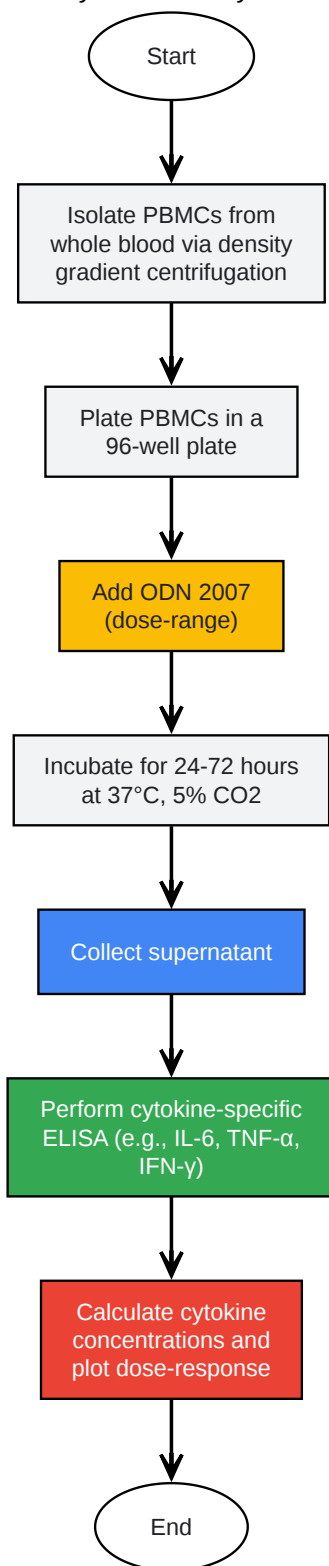 Start
Isolate PBMCs from
whole blood via density
gradient centrifugation
Plate PBMCs in a
96-well plate
Add ODN 2007
(dose-range)
Incubate for 24-72 hours
at 37°C, 5% CO2
Collect supernatant
Perform cytokine-specific
ELISA (e.g., IL-6, TNF-α,
IFN-γ)
Calculate cytokine
concentrations and
plot dose-response
End